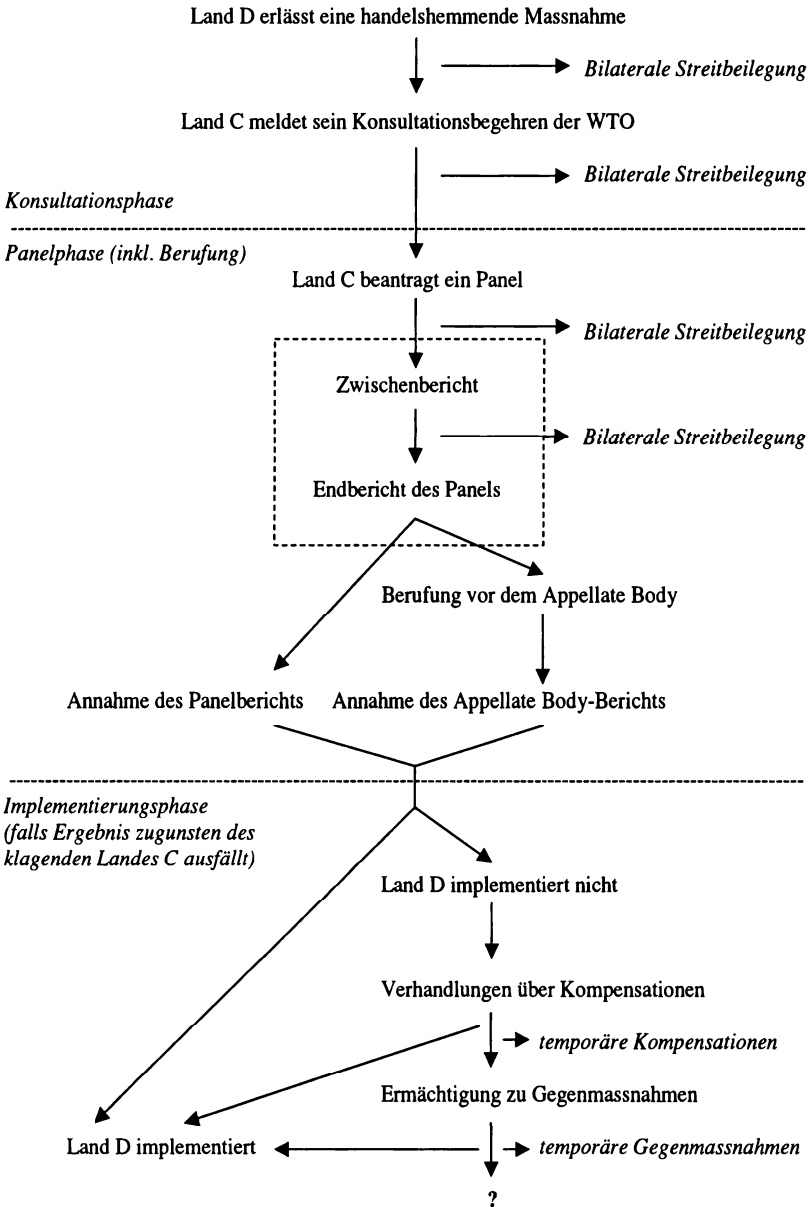 Land D erlässt eine handelshemmende Massnahme
Bilaterale Streitbeilegung
Land C meldet sein Konsultationsbegehren der WTO
Bilaterale Streitbeilegung
Konsultationsphase
Panelphase (inkl. Berufung)
Land C beantragt ein Panel
Bilaterale Streitbeilegung
Zwischenbericht
Bilaterale Streitbeilegung
Endbericht des Panels
Berufung vor dem Appellate Body
Annahme des Panelberichts
Annahme des Appellate Body-Berichts
Implementierungsphase
(falls Ergebnis zugunsten des
klagenden Landes C ausfällt)
Land D implementiert nicht
Verhandlungen über Kompensationen
temporäre Kompensationen
Ermächtigung zu Gegenmassnahmen
Land D implementiert
temporäre Gegenmassnahmen
?